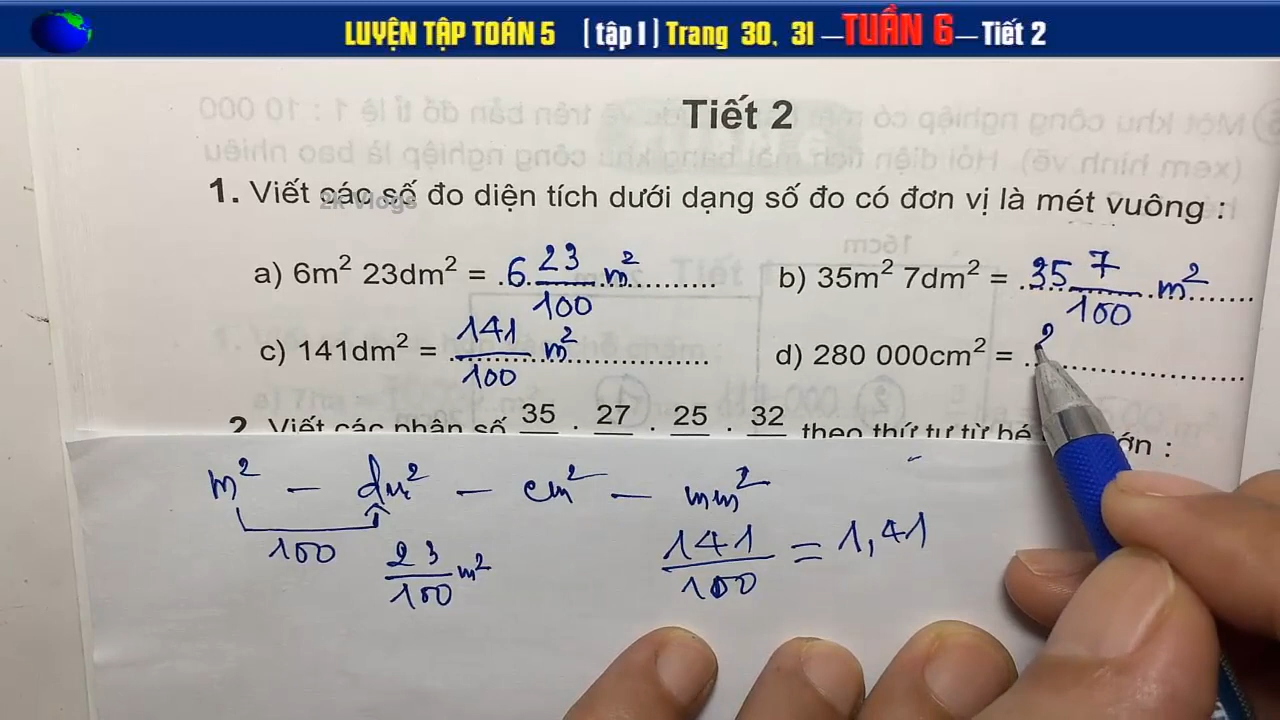 LUYỆN TẬP TOÁN 5 ( tập I ) Trang 30, 31 – TUẦN 6 – Tiết 2
Tiết 2
1. Viết các số đo diện tích dưới dạng số đo có đơn vị là mét vuông :
2k Vlogs
a) 6m² 23dm² = 6 23/100 m² b) 35m² 7dm² = 35 7/100 m²
c) 141dm² = 141/100 m² d) 280 000cm² =
2. Viết các phân số 35 . 27 . 25 . 32 theo thứ tự từ bé ớn :
m² – dm² – cm² – mm²
100 23/100 m² 141/100 = 1,41